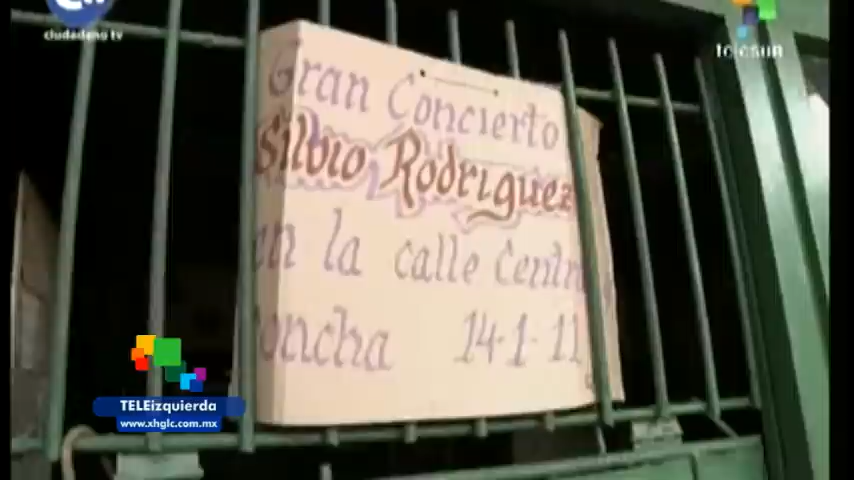 ciudadano tv
telesur
Gran Concierto
Silvio Rodriguez
en la calle Centr
concha 14-1-11
TELEizquierda
www.xhglc.com.mx